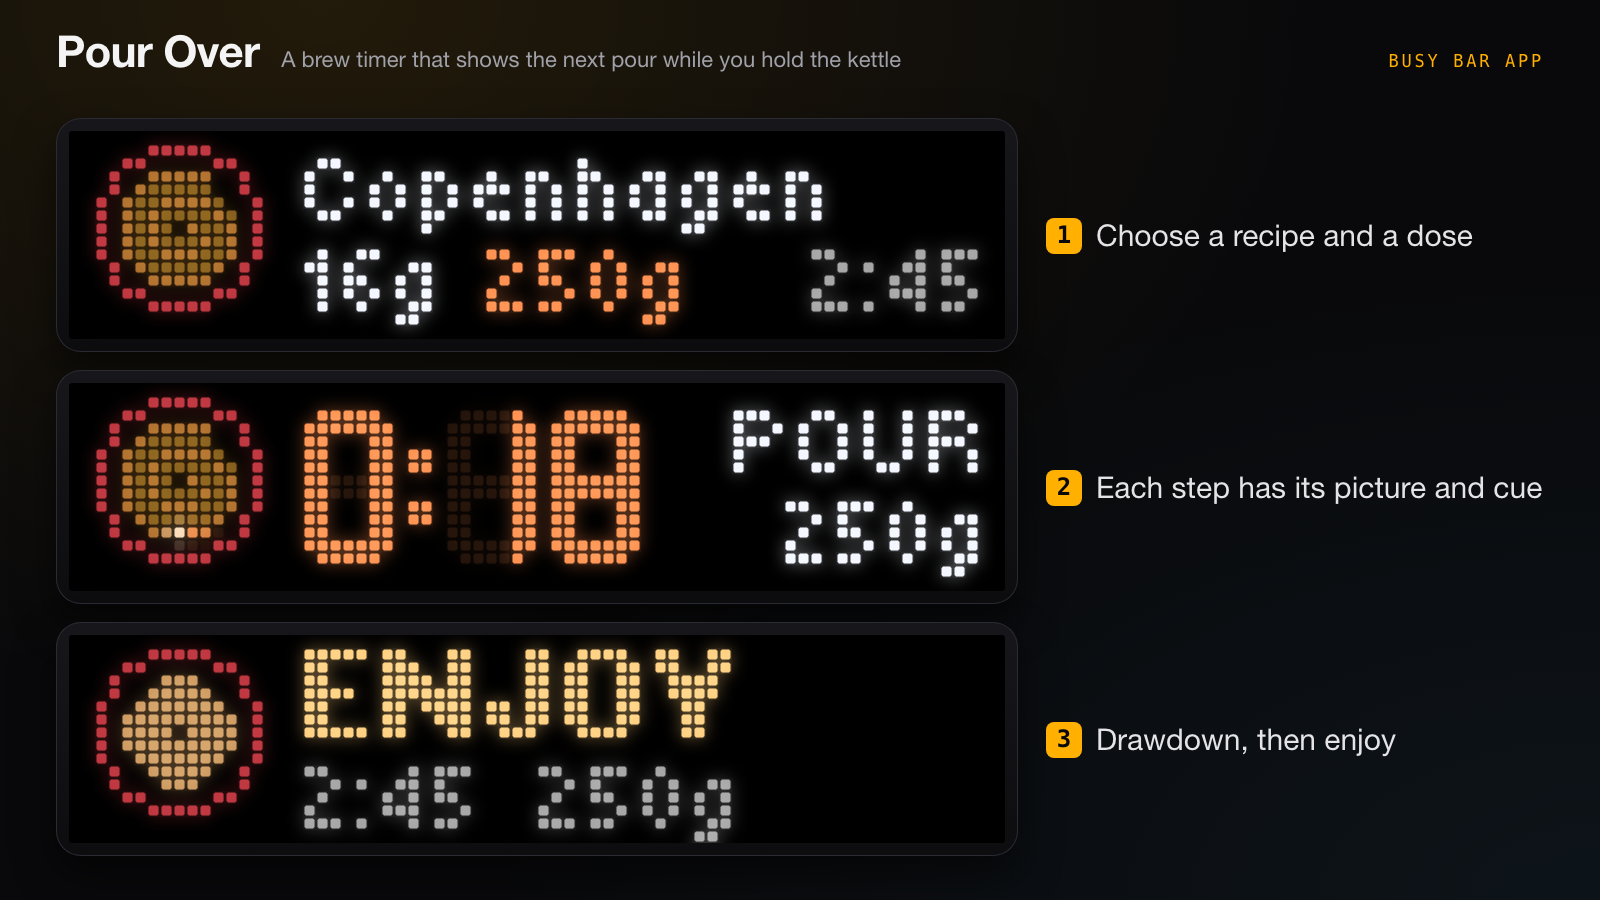 Pour Over A brew timer that shows the next pour while you hold the kettle
BUSY BAR APP
Copenhagen
16g 250g 2:45
1 Choose a recipe and a dose
0:18 POUR
250g
2 Each step has its picture and cue
ENJOY
2:45 250g
3 Drawdown, then enjoy